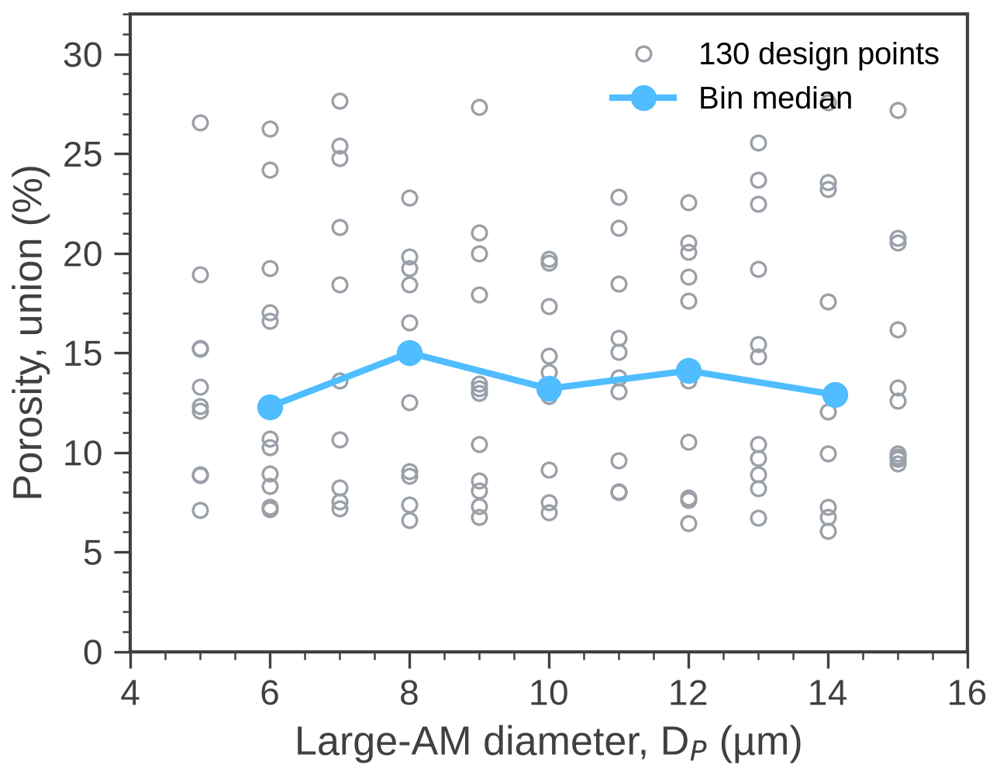 130 design points
Bin median
Porosity, union (%)
30
25
20
15
10
5
0
4 6 8 10 12 14 16
Large-AM diameter, D_P (µm)